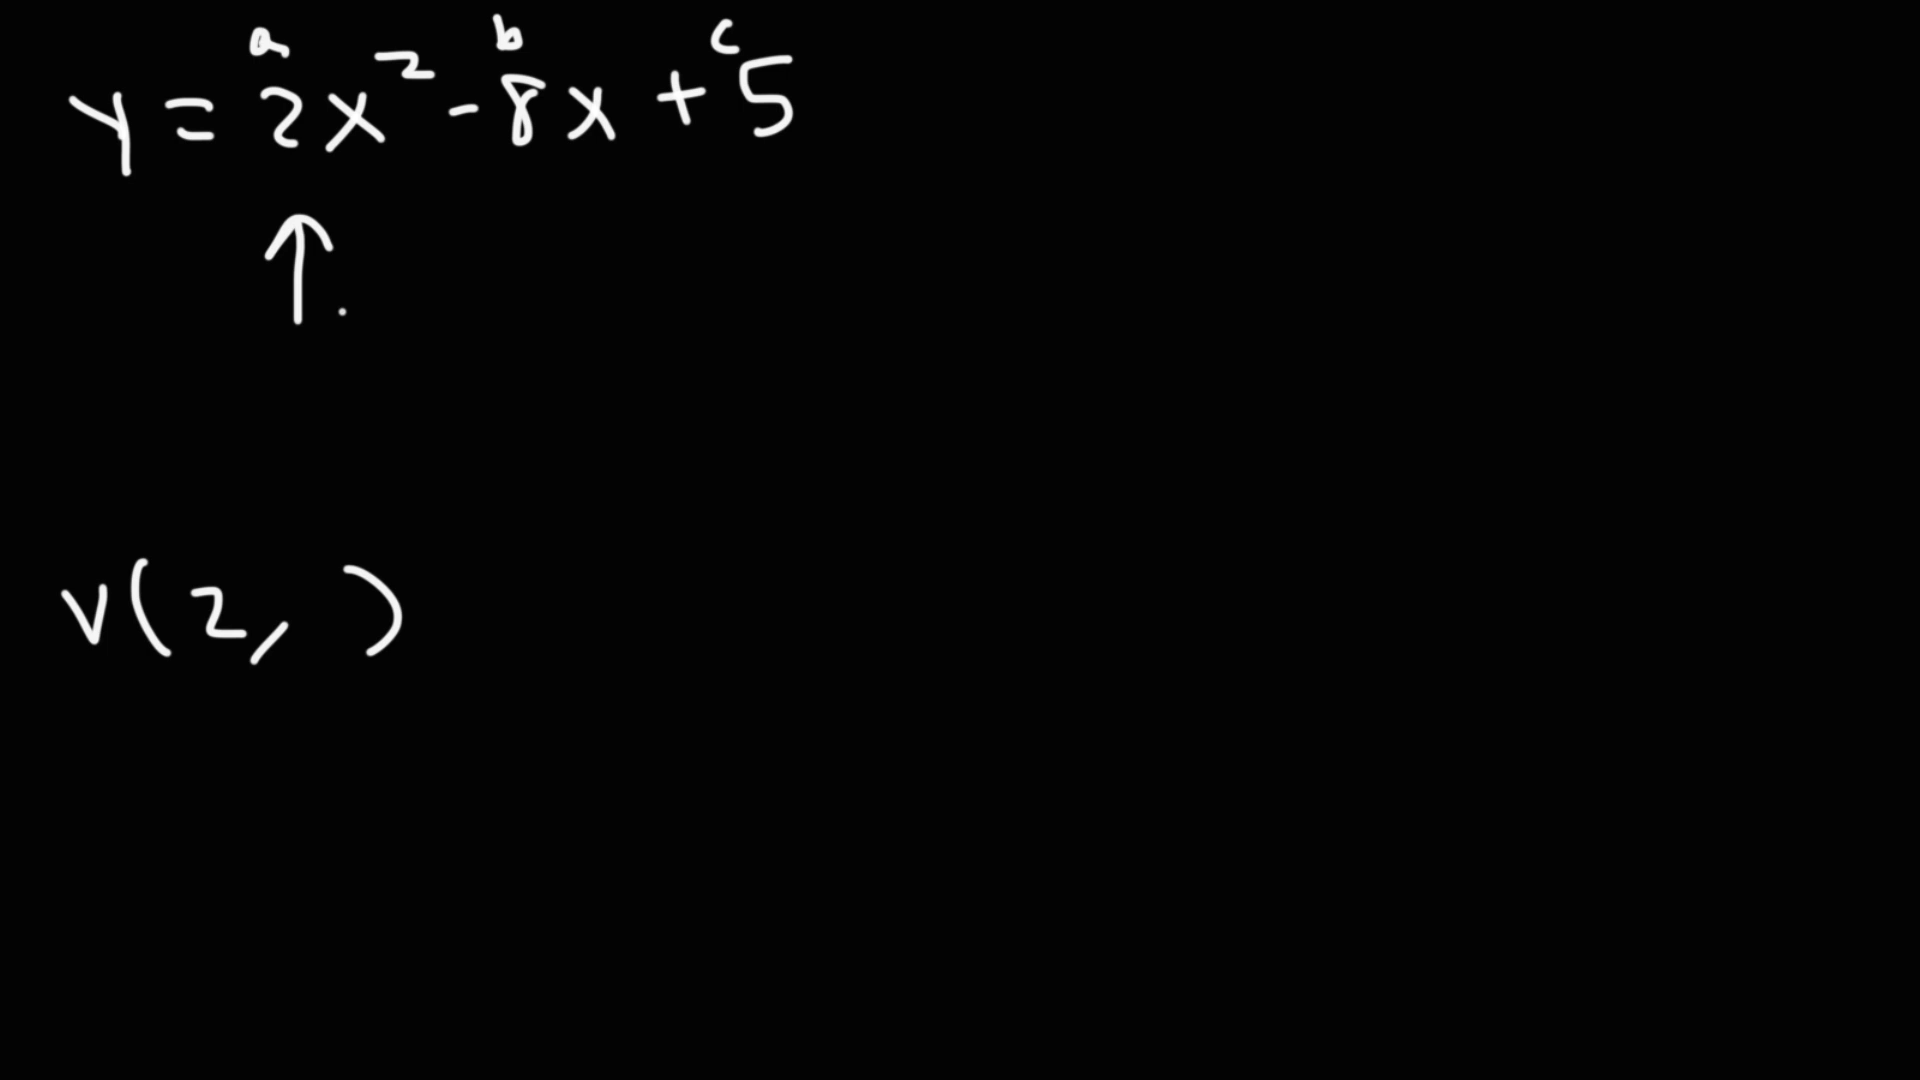 a b c
y = 2x² - 8x + 5
↑
v(2, )